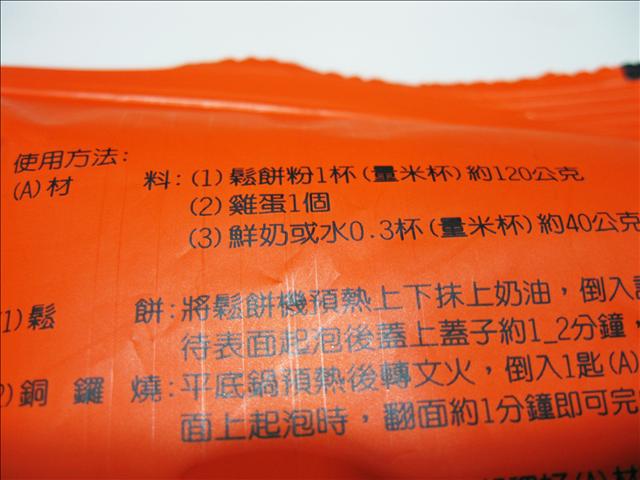 使用方法:
(A)材 料:(1)鬆餅粉1杯(量米杯)約120公克
(2)雞蛋1個
(3)鮮奶或水0.3杯(量米杯)約40公克
1)鬆 餅:將鬆餅機預熱上下抹上奶油，倒入
待表面起泡後蓋上蓋子約1_2分鐘，
2)銅鑼燒:平底鍋預熱後轉文火，倒入1匙(A)
面上起泡時，翻面約1分鐘即可完
(A)材